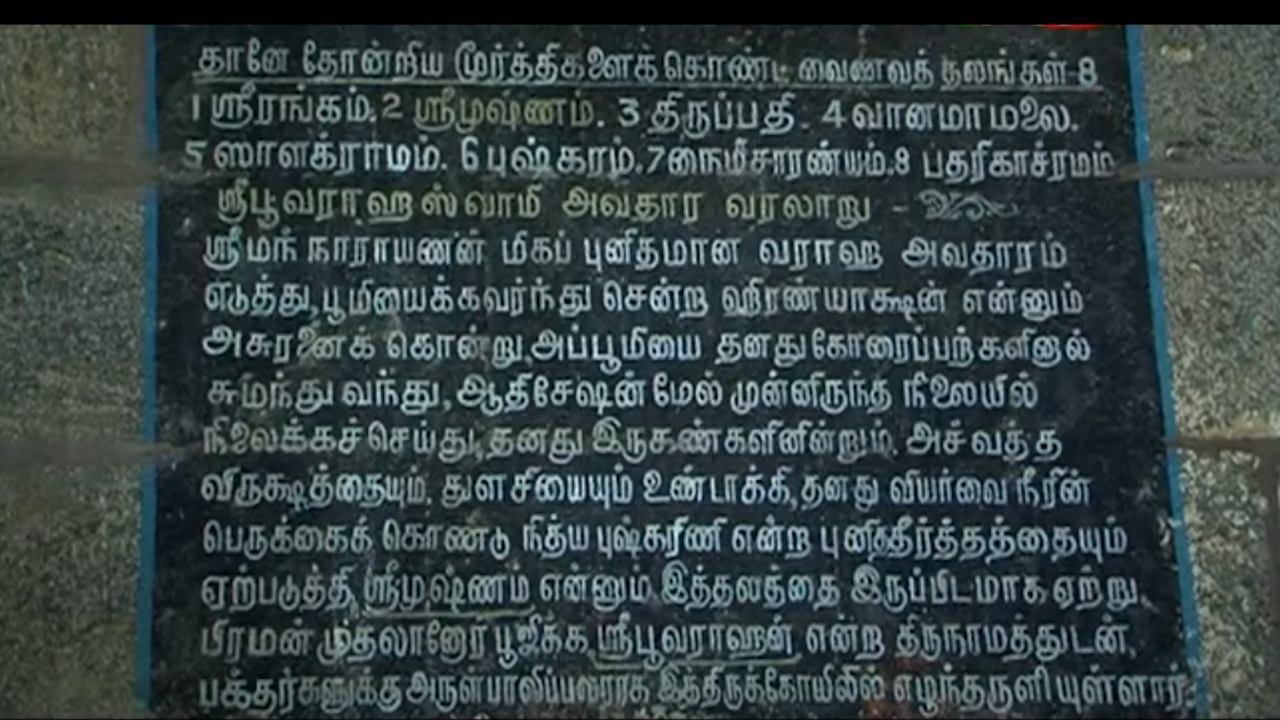 தானே தோன்றிய மூர்த்திகளைக் கொண்ட வைணவத் தலங்கள்-8
1 ஸ்ரீரங்கம். 2 ஸ்ரீமுஷ்ணம். 3 திருப்பதி. 4 வானமாமலை.
5 ஸாளக்ராமம். 6 புஷ்கரம். 7 நைமீசாரண்யம். 8 பதரிகாச்ரமம்
ஸ்ரீபூவராஹஸ்வாமி அவதார வரலாறு -
ஸ்ரீமந் நாராயணன் மிகப் புனிதமான வராஹ அவதாரம்
எடுத்து, பூமியைக்கவர்ந்து சென்ற ஹிரண்யாக்ஷன் என்னும்
அசுரனைக் கொன்று, அப்பூமியை தனது கோரைப்பற்களினால்
சுமந்து வந்து, ஆதிசேஷன் மேல் முன்னிருந்த நிலையில்
நிலைக்கச்செய்து, தனது இருகண்களினின்றும், அச்வத்த
விருக்ஷத்தையும், துளசியையும் உண்டாக்கி, தனது வியர்வை நீரின்
பெருக்கைக் கொண்டு நித்ய புஷ்கரிணி என்ற புனிததீர்த்தத்தையும்
ஏற்படுத்தி, ஸ்ரீமுஷ்ணம் என்னும் இத்தலத்தை இருப்பிடமாக ஏற்று,
பிரமன் முதலானோர் பூஜிக்க ஸ்ரீபூவராஹன் என்ற திருநாமத்துடன்,
பக்தர்களுக்கு அருள்பாலிப்பவராக இத்திருக்கோயிலில் எழுந்தருளியுள்ளார்.